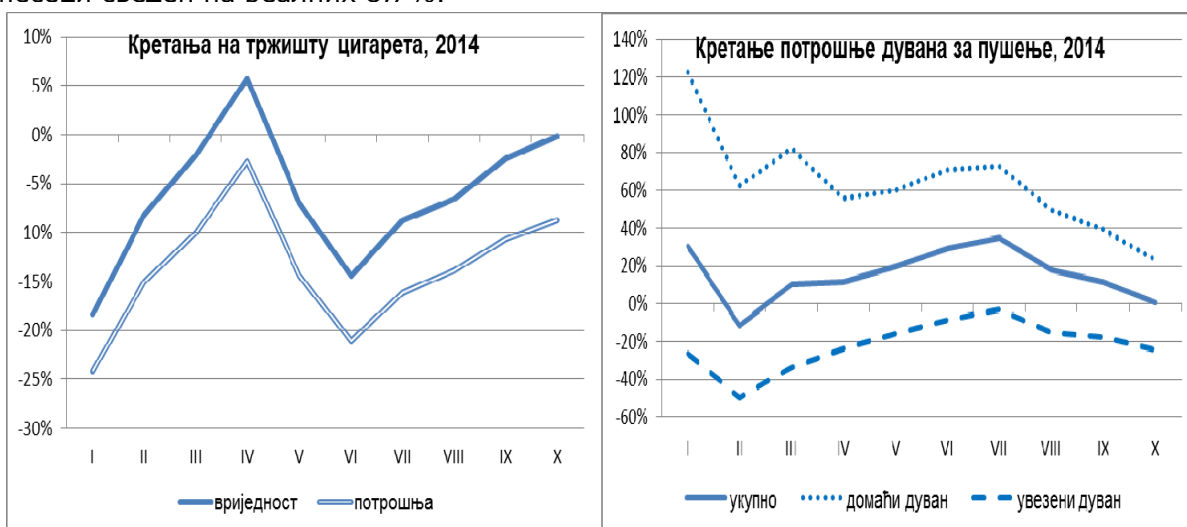 на реалних %.
Кретања на тржишту цигарета, 2014
10%
5%
0%
-5%
-10%
-15%
-20%
-25%
-30%
I II III IV V VI VII VIII IX X
вриједност потрошња
Кретање потрошње дувана за пушење, 2014
140%
120%
100%
80%
60%
40%
20%
0%
-20%
-40%
-60%
I II III IV V VI VII VIII IX X
укупно домаћи дуван увезени дуван